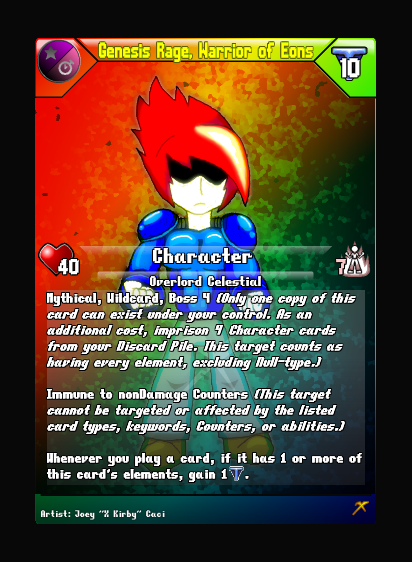 Genesis Rage, Warrior of Eons
10
Character
40
7
Overlord Celestial
Mythical, Wildcard, Boss 4 (Only one copy of this
card can exist under your control. As an
additional cost, imprison 4 Character cards
from your Discard Pile. This target counts as
having every element, excluding Null-type.)
Immune to nonDamage Counters (This target
cannot be targeted or affected by the listed
card types, keywords, Counters, or abilities.)
Whenever you play a card, if it has 1 or more of
this card's elements, gain 1 .
Artist: Joey "X Kirby" Caci